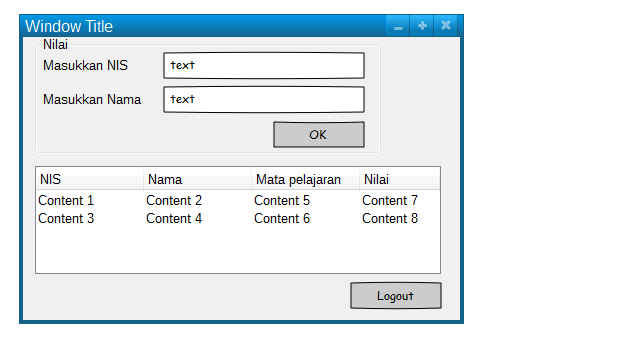 Window Title
Nilai
Masukkan NIS text
Masukkan Nama text
OK
NIS Nama Mata pelajaran Nilai
Content 1 Content 2 Content 5 Content 7
Content 3 Content 4 Content 6 Content 8
Logout